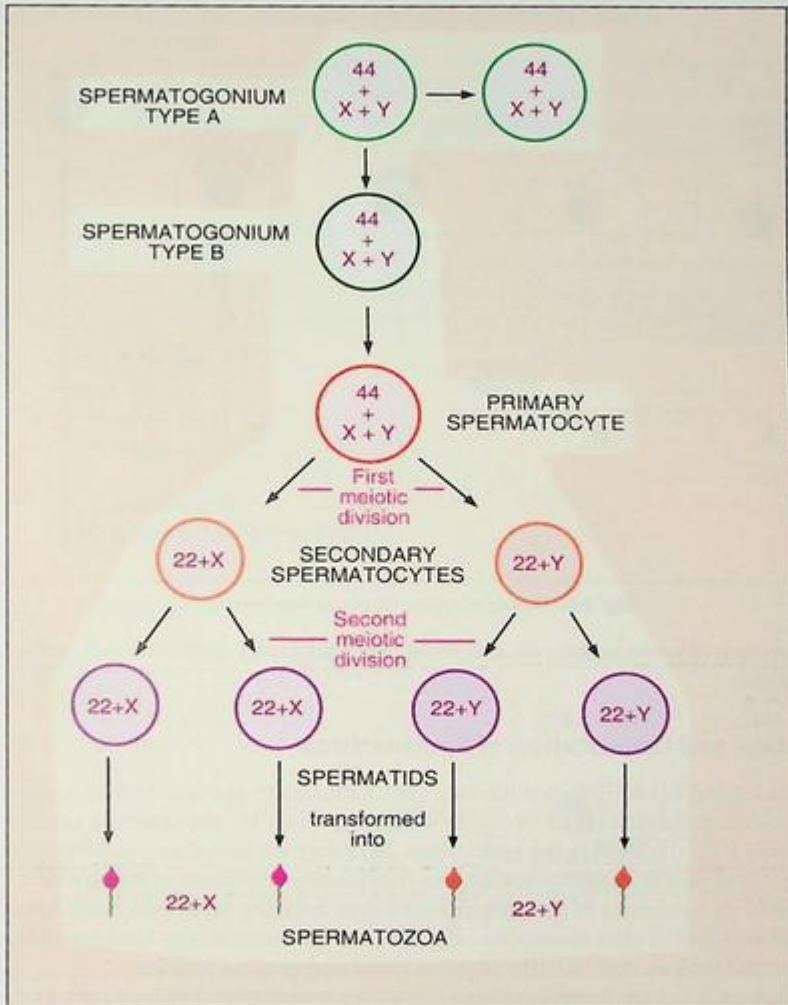 44
+
X + Y
44
+
X + Y
SPERMATOGONIUM
TYPE A
44
+
X + Y
SPERMATOGONIUM
TYPE B
44
+
X + Y
PRIMARY
SPERMATOCYTE
First
meiotic
division
22+X
SECONDARY
SPERMATOCYTES
22+Y
Second
meiotic
division
22+X
22+X
22+Y
22+Y
SPERMATIDS
transformed
into
22+X
22+Y
SPERMATOZOA